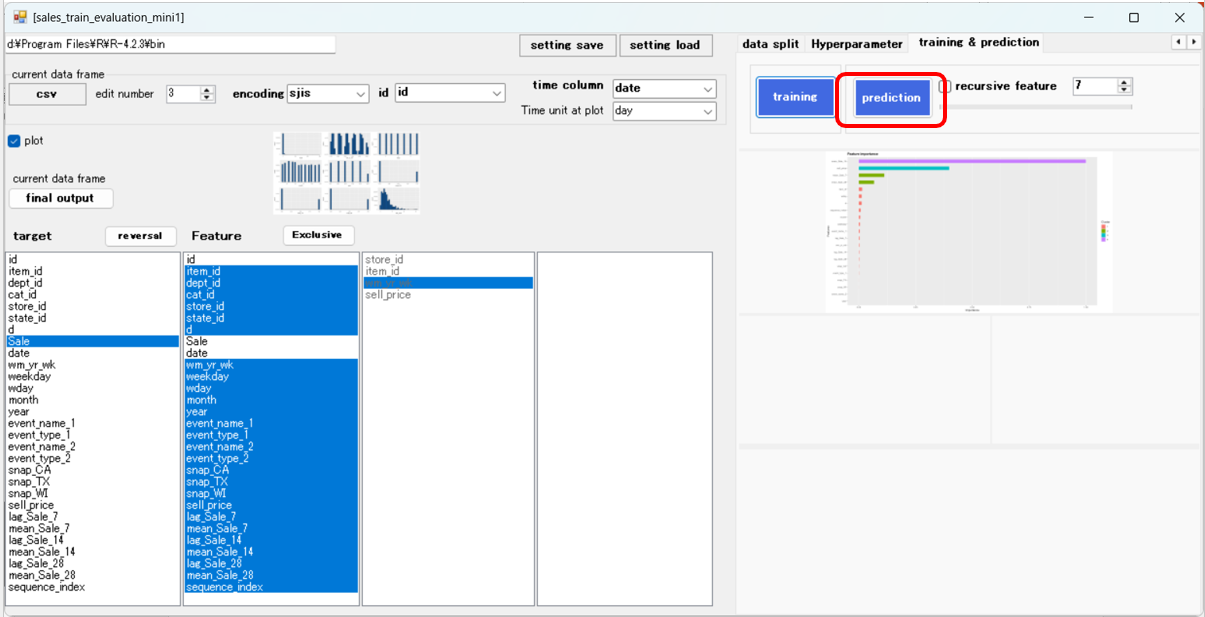 [sales_train_evaluation_mini1]
d:¥Program Files¥R¥R-4.2.3¥bin
setting save
setting load
data split
Hyperparameter
training & prediction
current data frame
csv
edit number
3
encoding
sjis
id
id
time column
date
Time unit at plot
day
training
prediction
recursive feature
7
plot
current data frame
final output
target
reversal
Feature
Exclusive
id
item_id
dept_id
cat_id
store_id
state_id
d
Sale
date
wm_yr_wk
weekday
wday
month
year
event_name_1
event_type_1
event_name_2
event_type_2
snap_CA
snap_TX
snap_WI
sell_price
lag_Sale_7
mean_Sale_7
lag_Sale_14
mean_Sale_14
lag_Sale_28
mean_Sale_28
sequence_index
id
item_id
dept_id
cat_id
store_id
state_id
d
Sale
date
wm_yr_wk
weekday
wday
month
year
event_name_1
event_type_1
event_name_2
event_type_2
snap_CA
snap_TX
snap_WI
sell_price
lag_Sale_7
mean_Sale_7
lag_Sale_14
mean_Sale_14
lag_Sale_28
mean_Sale_28
sequence_index
store_id
item_id
wm_yr_wk
sell_price
Feature importance